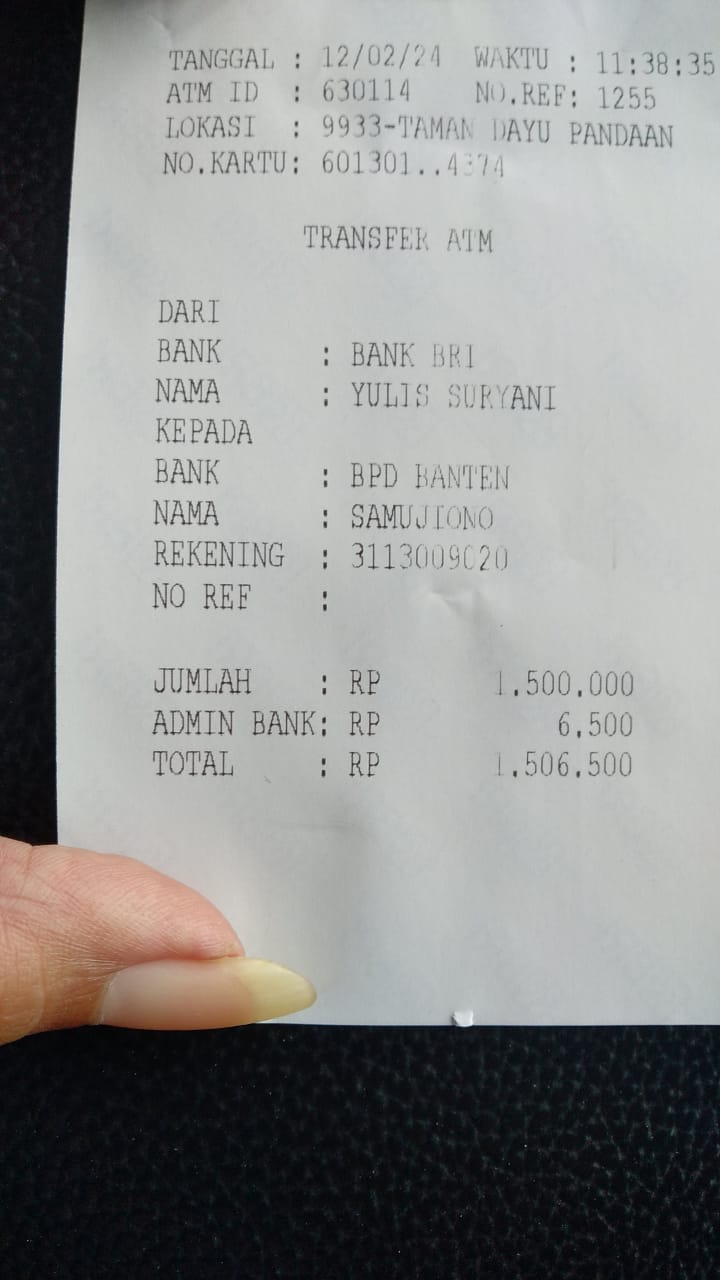 TANGGAL : 12/02/24 WAKTU : 11:38:35
ATM ID : 630114 NO.REF: 1255
LOKASI : 9933-TAMAN DAYU PANDAAN
NO.KARTU: 601301..4374
TRANSFER ATM
DARI
BANK : BANK BRI
NAMA : YULIS SURYANI
KEPADA
BANK : BPD BANTEN
NAMA : SAMUJIONO
REKENING : 3113009020
NO REF :
JUMLAH : RP 1.500.000
ADMIN BANK: RP 6.500
TOTAL : RP 1.506.500